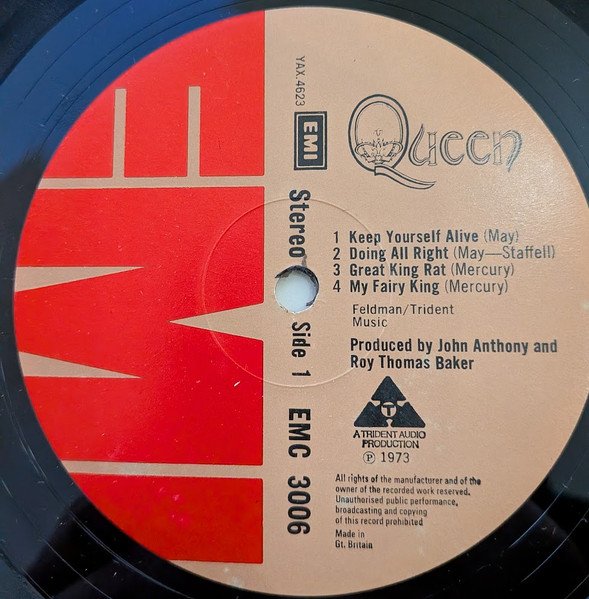 YAX.4623
EMI
Stereo
Side 1
EMC 3006
Queen
1 Keep Yourself Alive (May)
2 Doing All Right (May—Staffell)
3 Great King Rat (Mercury)
4 My Fairy King (Mercury)
Feldman/Trident
Music
Produced by John Anthony and
Roy Thomas Baker
T
A TRIDENT AUDIO
PRODUCTION
℗ 1973
All rights of the manufacturer and of the
owner of the recorded work reserved.
Unauthorised public performance,
broadcasting and copying
of this record prohibited
Made in
Gt. Britain